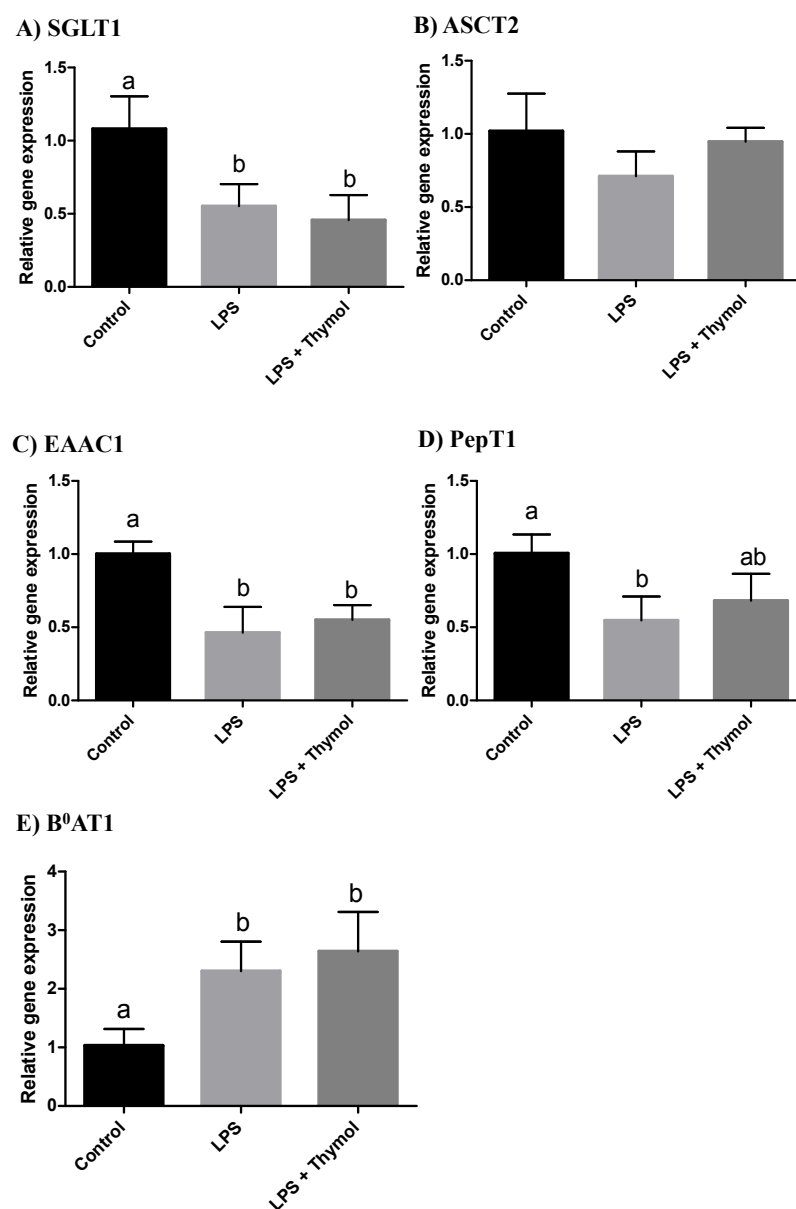 A) SGLT1
Relative gene expression
1.5
1.0
0.5
0.0
a
b
b
Control
LPS
LPS + Thymol
B) ASCT2
Relative gene expression
1.5
1.0
0.5
0.0
Control
LPS
LPS + Thymol
C) EAAC1
Relative gene expression
1.5
1.0
0.5
0.0
a
b
b
Control
LPS
LPS + Thymol
D) PepT1
Relative gene expression
1.5
1.0
0.5
0.0
a
b
ab
Control
LPS
LPS + Thymol
E) B⁰AT1
Relative gene expression
4
3
2
1
0
a
b
b
Control
LPS
LPS + Thymol